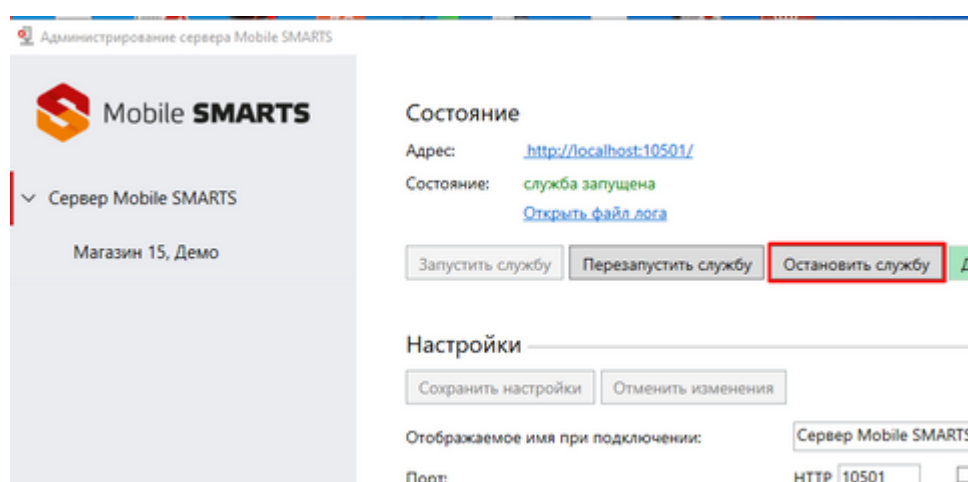 Администрирование сервера Mobile SMARTS
Mobile SMARTS
Сервер Mobile SMARTS
Магазин 15, Демо
Состояние
Адрес: http://localhost:10501/
Состояние: служба запущена
Открыть файл лога
Запустить службу Перезапустить службу Остановить службу Д
Настройки
Сохранить настройки Отменить изменения
Отображаемое имя при подключении: Сервер Mobile SMARTS
Порт: HTTP 10501